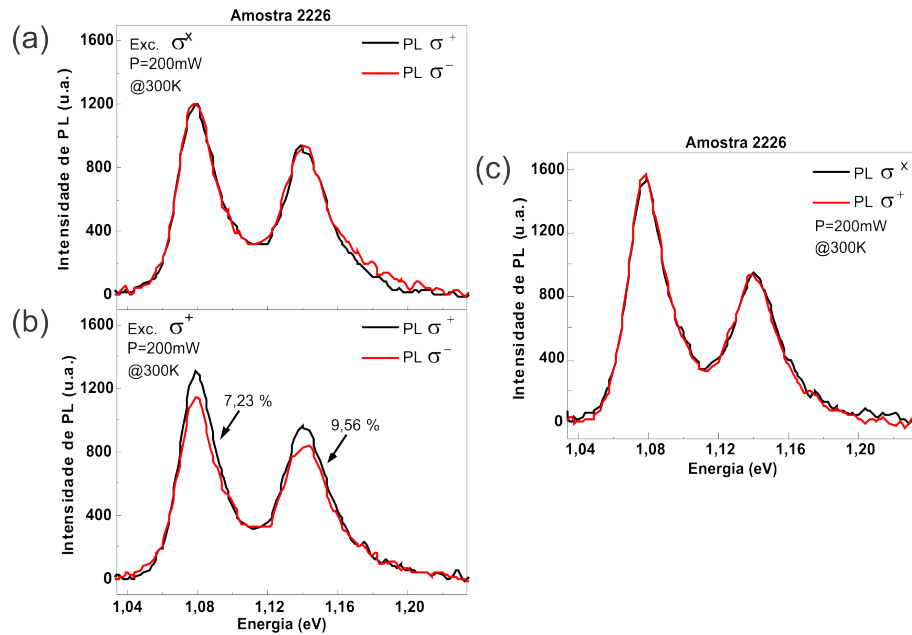 (a)
Amostra 2226
Intensidade de PL (u.a.)
1600
1200
800
400
0
Exc. σˣ
P=200mW
@300K
PL σ⁺
PL σ⁻
(b)
Intensidade de PL (u.a.)
1600
1200
800
400
0
Exc. σ⁺
P=200mW
@300K
PL σ⁺
PL σ⁻
7,23 %
9,56 %
1,04 1,08 1,12 1,16 1,20
Energia (eV)
(c)
Amostra 2226
Intensidade de PL (u.a.)
1600
1200
800
400
0
PL σˣ
PL σ⁺
P=200mW
@300K
1,04 1,08 1,12 1,16 1,20
Energia (eV)